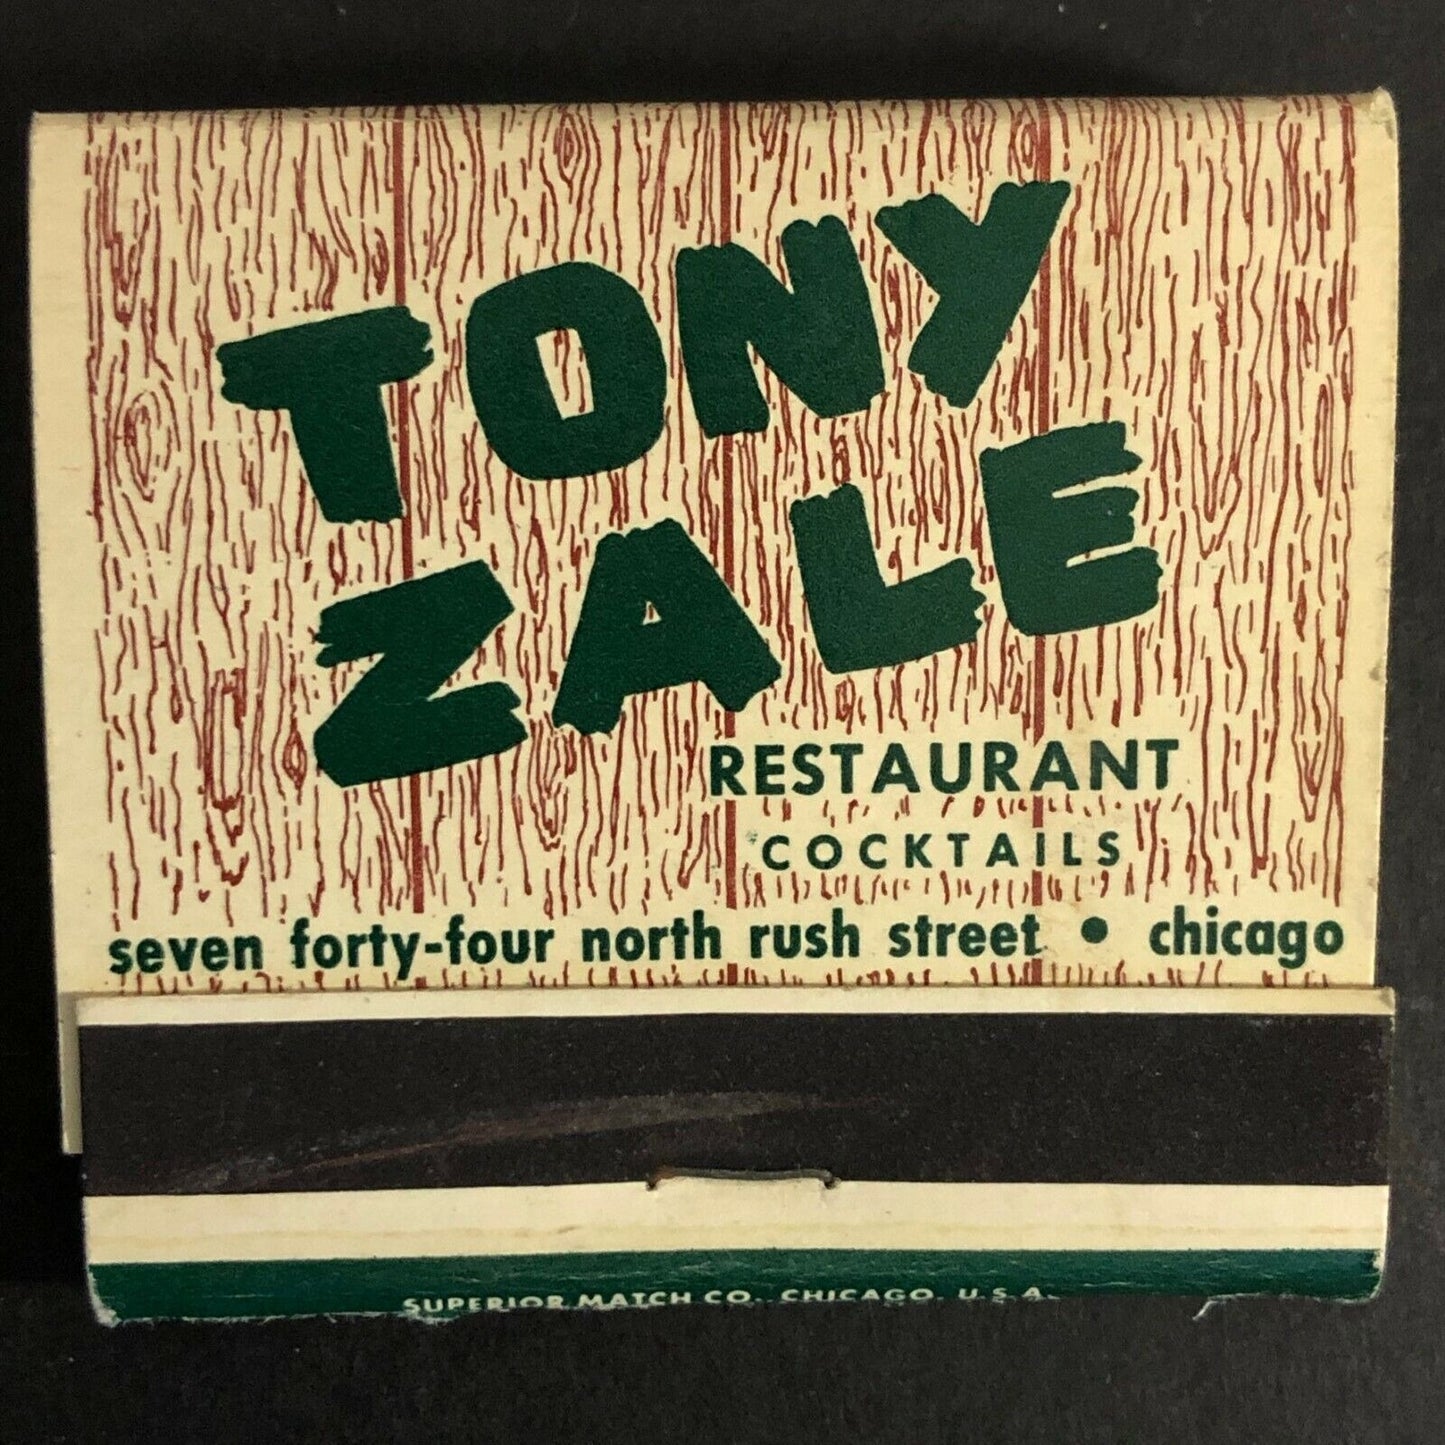 TONY
ZALE
RESTAURANT
COCKTAILS
seven forty-four north rush street • chicago
SUPERIOR MATCH CO. CHICAGO, U.S.A.